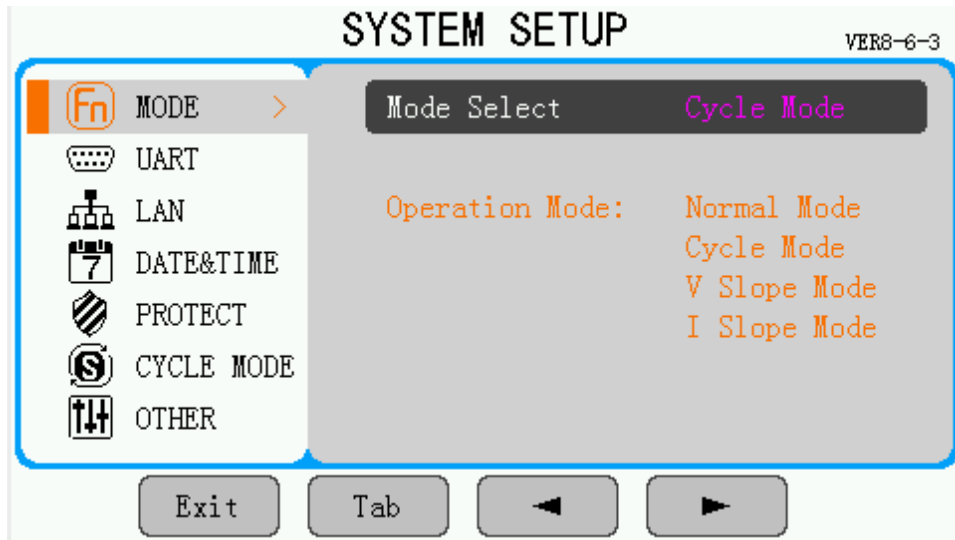 SYSTEM SETUP
VER8-6-3
Fn MODE >
UART
LAN
7 DATE&TIME
PROTECT
S CYCLE MODE
OTHER
Mode Select Cycle Mode
Operation Mode: Normal Mode
Cycle Mode
V Slope Mode
I Slope Mode
Exit Tab ◄ ►